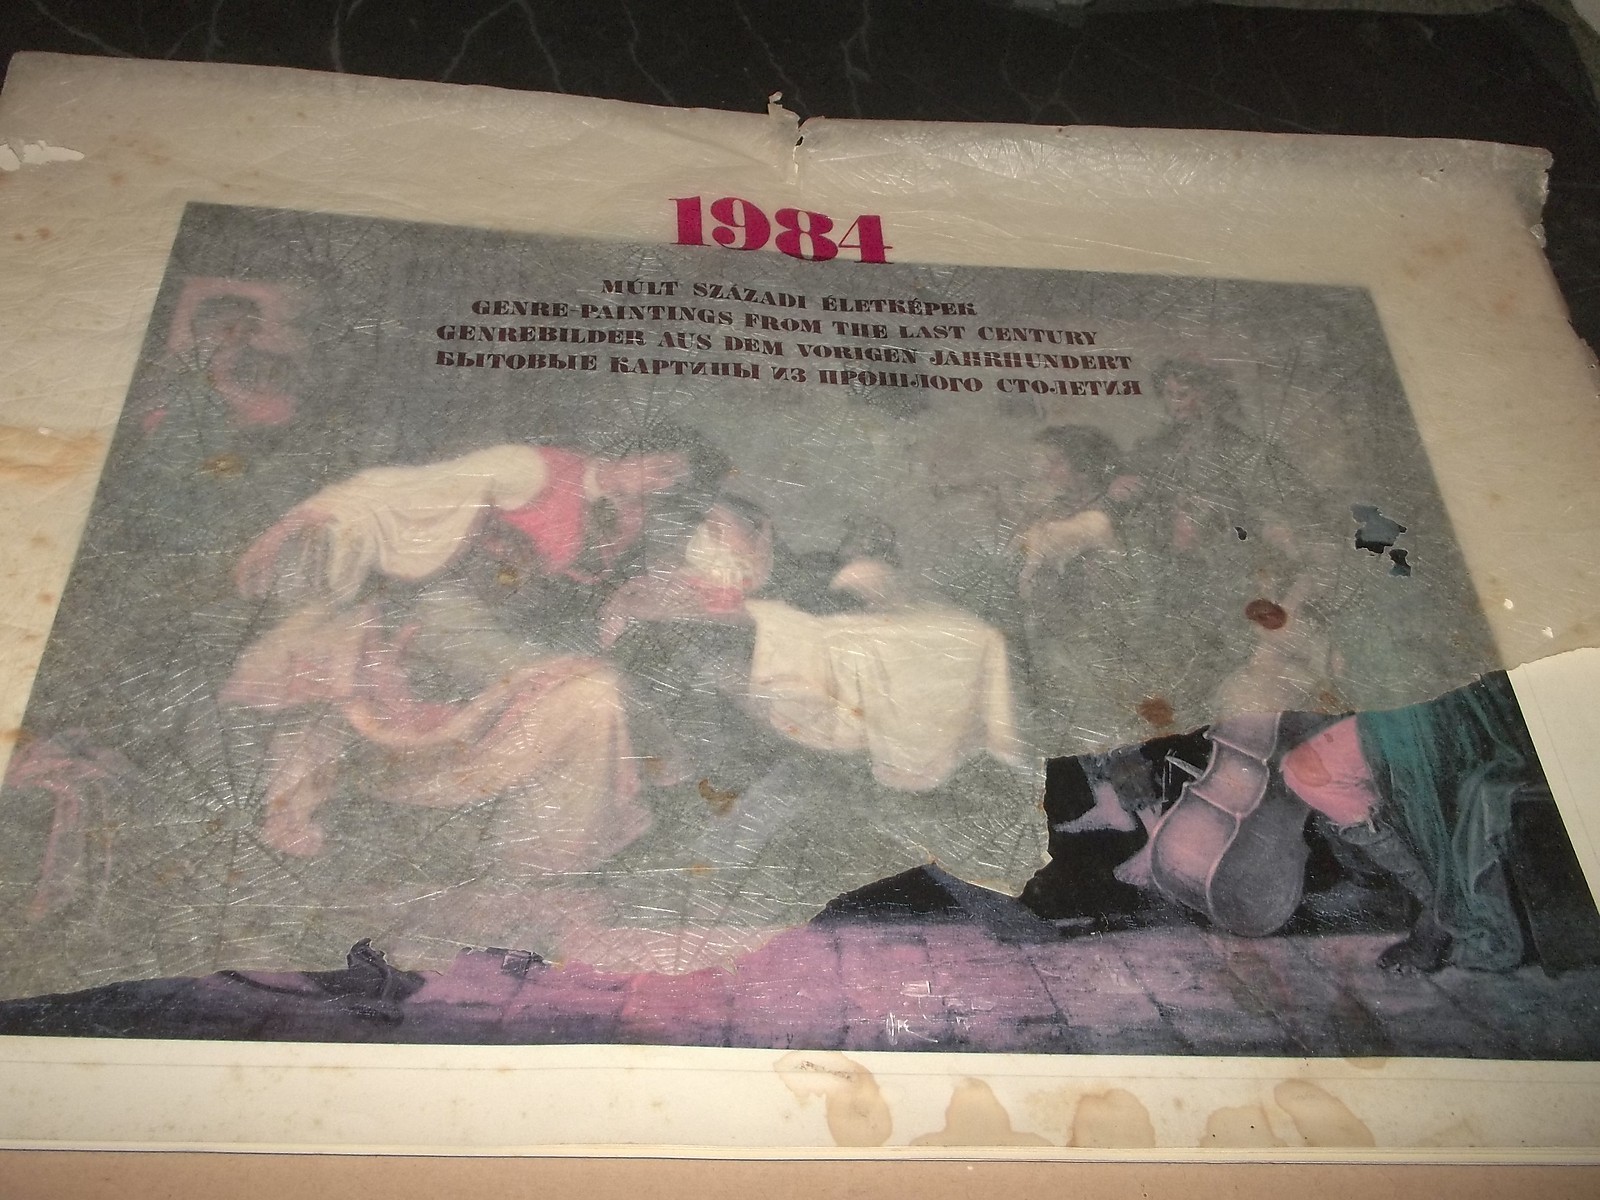 1984
MÚLT SZÁZADI ÉLETKÉPEK
GENRE-PAINTINGS FROM THE LAST CENTURY
GENREBILDER AUS DEM VORIGEN JAHRHUNDERT
БЫТОВЫЕ КАРТИНЫ ИЗ ПРОШЛОГО СТОЛЕТИЯ